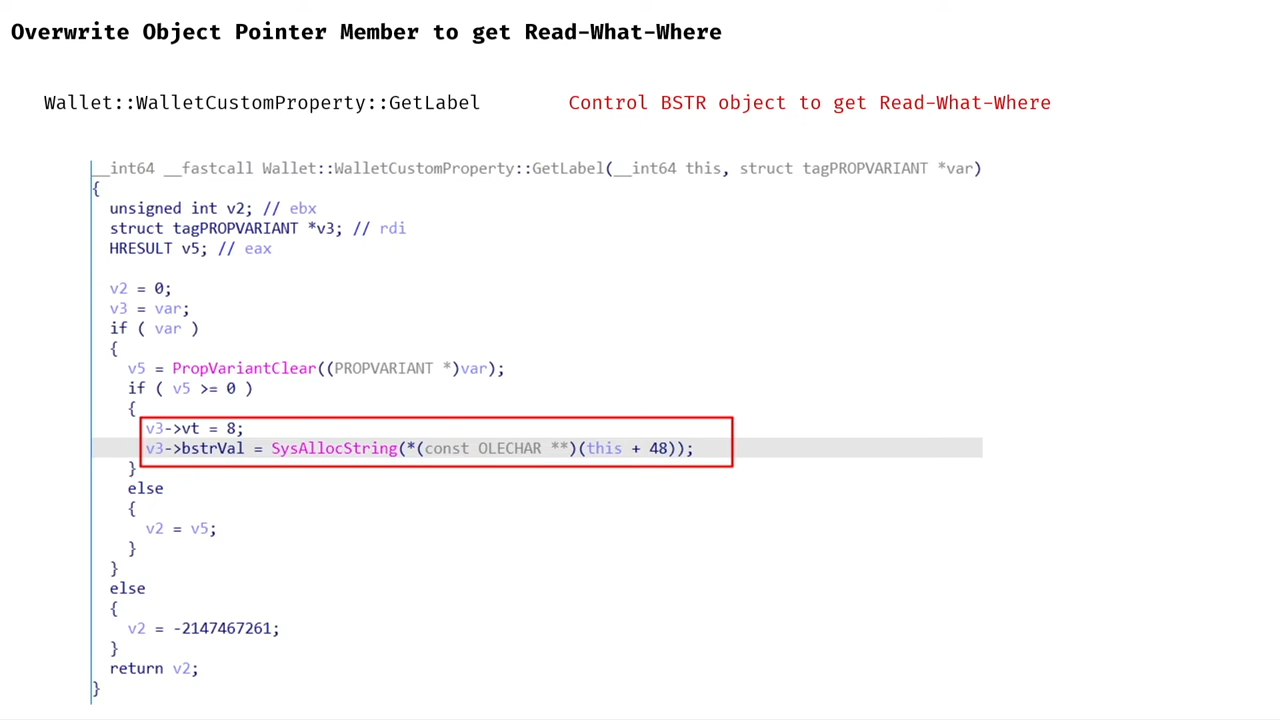 Overwrite Object Pointer Member to get Read-What-Where
Wallet::WalletCustomProperty::GetLabel Control BSTR object to get Read-What-Where
__int64 __fastcall Wallet::WalletCustomProperty::GetLabel(__int64 this, struct tagPROPVARIANT *var)
{
unsigned int v2; // ebx
struct tagPROPVARIANT *v3; // rdi
HRESULT v5; // eax
v2 = 0;
v3 = var;
if ( var )
{
v5 = PropVariantClear((PROPVARIANT *)var);
if ( v5 >= 0 )
{
v3->vt = 8;
v3->bstrVal = SysAllocString(*(const OLECHAR **)(this + 48));
}
else
{
v2 = v5;
}
}
else
{
v2 = -2147467261;
}
return v2;
}